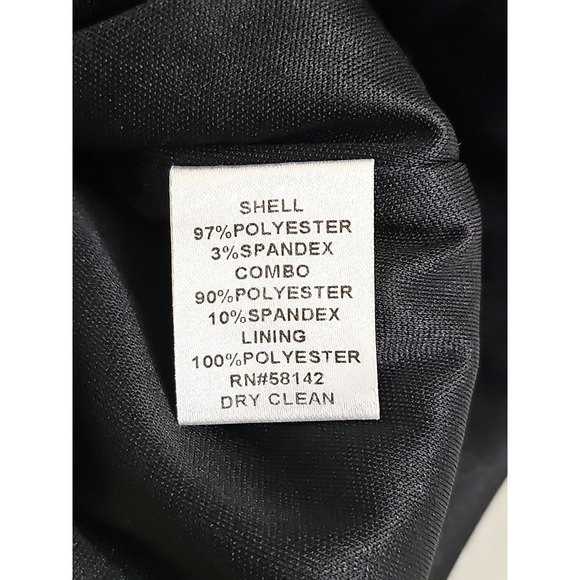 SHELL
97%POLYESTER
3%SPANDEX
COMBO
90%POLYESTER
10%SPANDEX
LINING
100%POLYESTER
RN#58142
DRY CLEAN